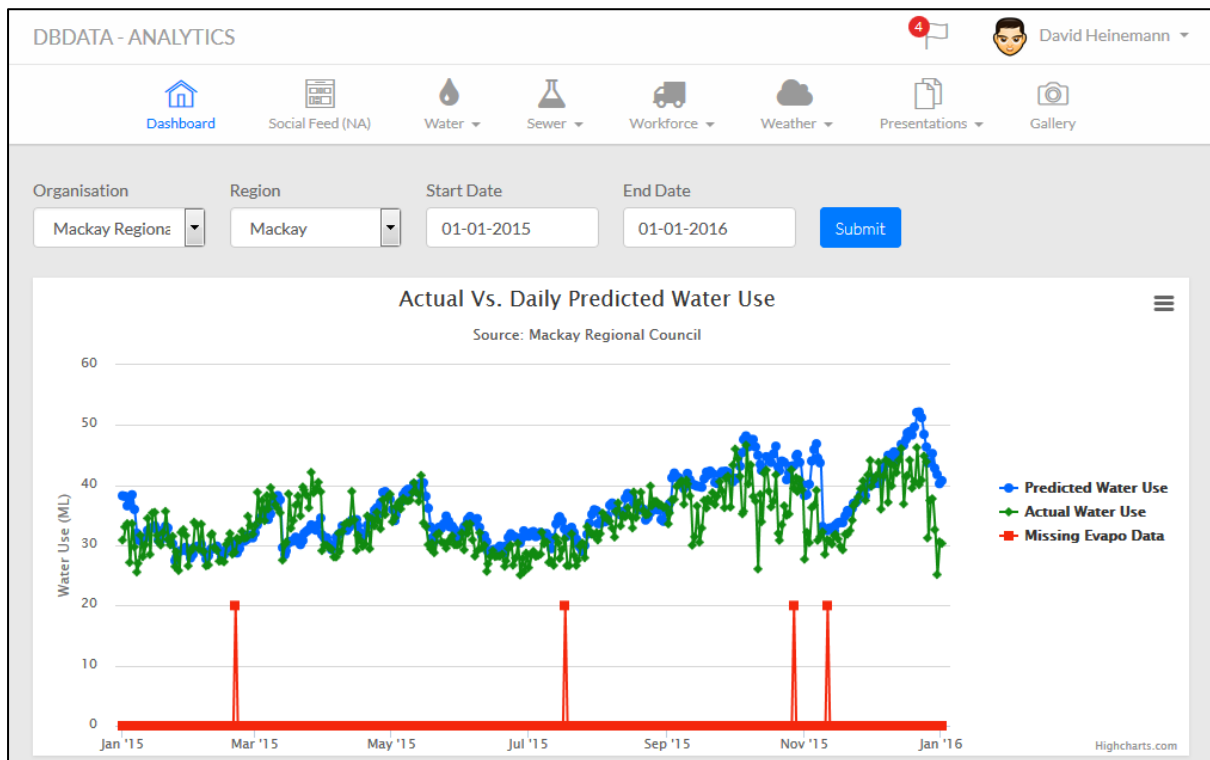 DBDATA - ANALYTICS
4
David Heinemann
Dashboard
Social Feed (NA)
Water
Sewer
Workforce
Weather
Presentations
Gallery
Organisation
Region
Start Date
End Date
Mackay Regiona
Mackay
01-01-2015
01-01-2016
Submit
Actual Vs. Daily Predicted Water Use
Source: Mackay Regional Council
Water Use (ML)
60
50
40
30
20
10
0
Jan '15
Mar '15
May '15
Jul '15
Sep '15
Nov '15
Jan '16
Predicted Water Use
Actual Water Use
Missing Evapo Data
Highcharts.com